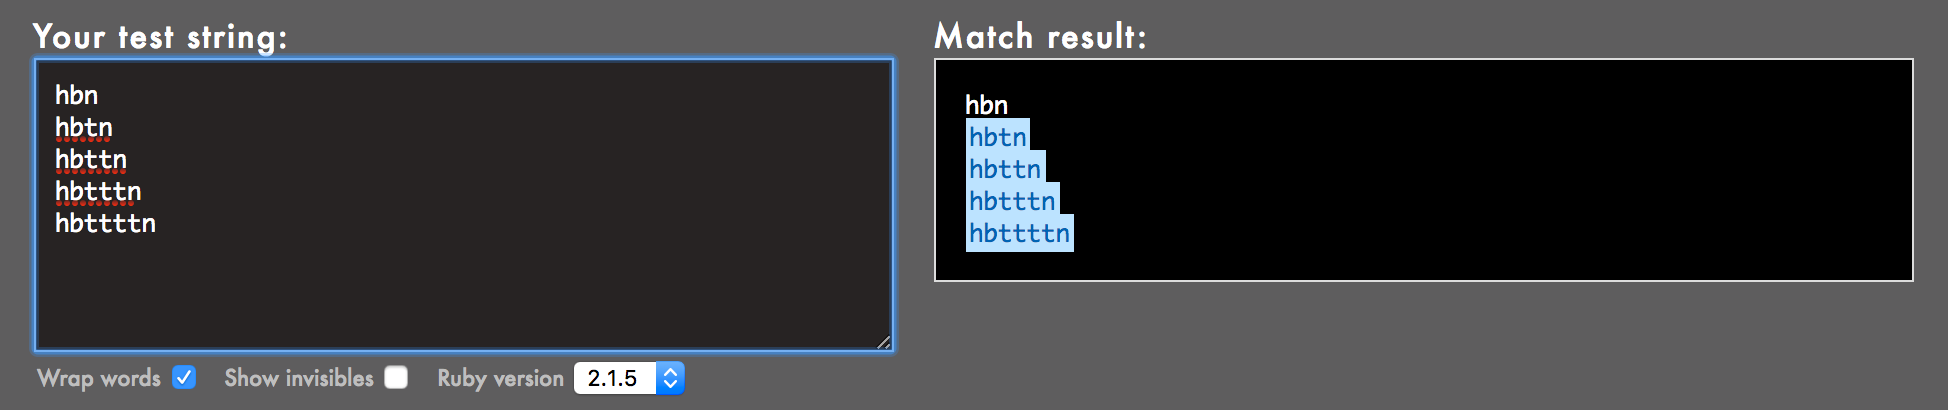 Your test string:
hbn
hbtn
hbttn
hbtttn
hbttttn
Wrap words Show invisibles Ruby version 2.1.5
Match result:
hbn
hbtn
hbttn
hbtttn
hbttttn